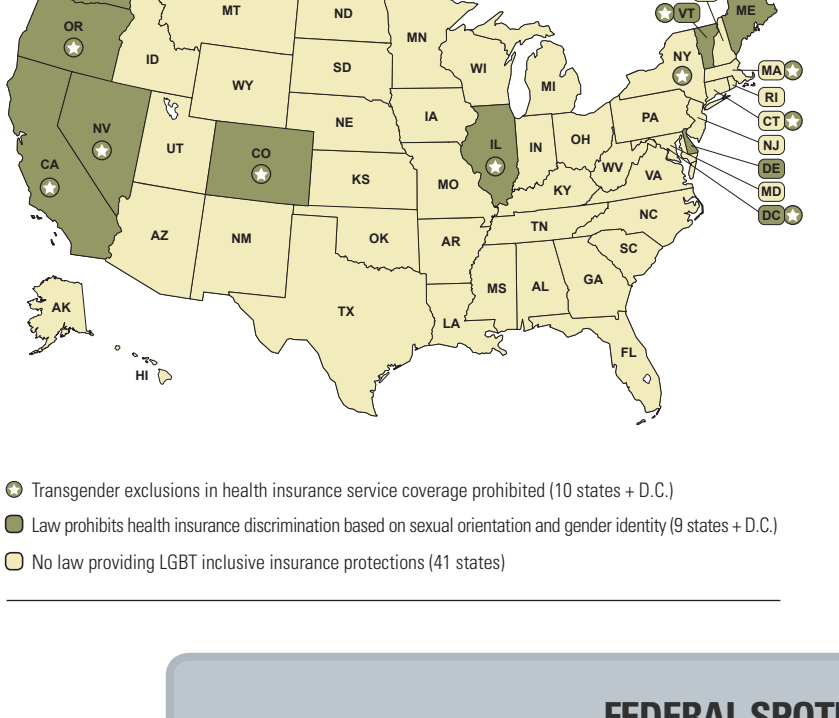 VT
ME
MT
ND
OR
MN
NY
ID
SD
WI
MA
WY
MI
RI
IA
PA
NE
CT
NV
IL
OH
NJ
UT
CO
IN
CA
WV
DE
KS
MO
VA
KY
MD
NC
DC
TN
AZ
NM
OK
AR
SC
MS
AL
GA
AK
TX
LA
FL
HI
Transgender exclusions in health insurance service coverage prohibited (10 states + D.C.)
Law prohibits health insurance discrimination based on sexual orientation and gender identity (9 states + D.C.)
No law providing LGBT inclusive insurance protections (41 states)
FEDERAL SPOT